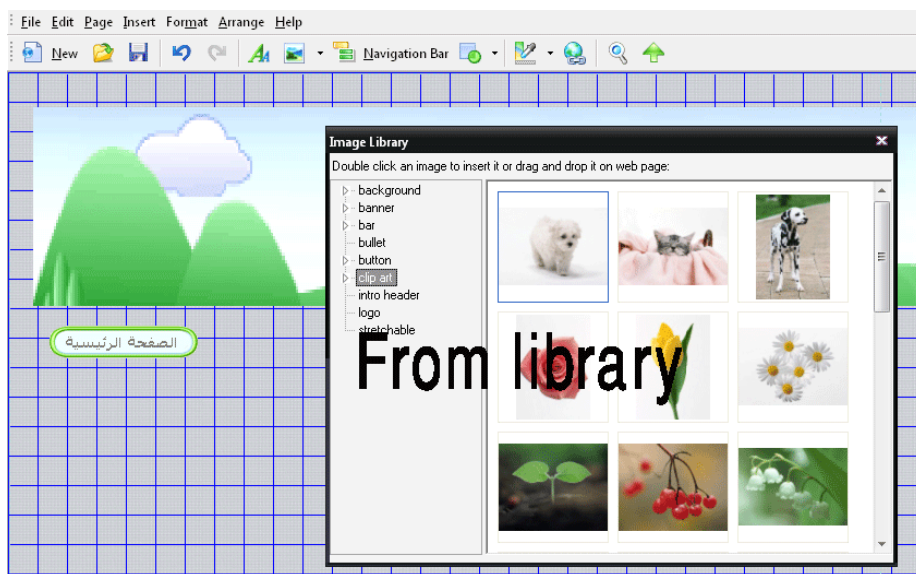 File Edit Page Insert Format Arrange Help
New Navigation Bar
Image Library
Double click an image to insert it or drag and drop it on web page:
background
banner
bar
bullet
button
clip art
intro header
logo
stretchable
From library
الصفحة الرئيسية